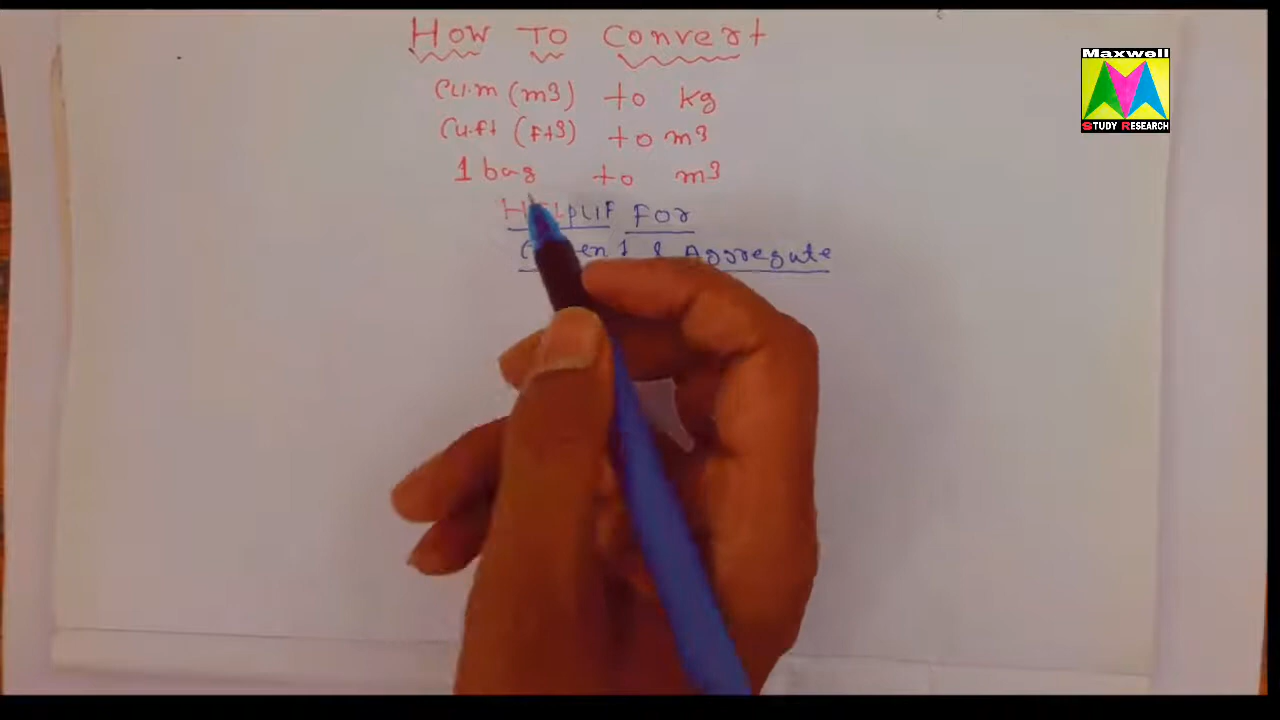 How To Convert
Cu.m (m3) to kg
Cu.ft (ft3) to m3
1 bag to m3
For
& Aggregate
Maxwell
STUDY RESEARCH